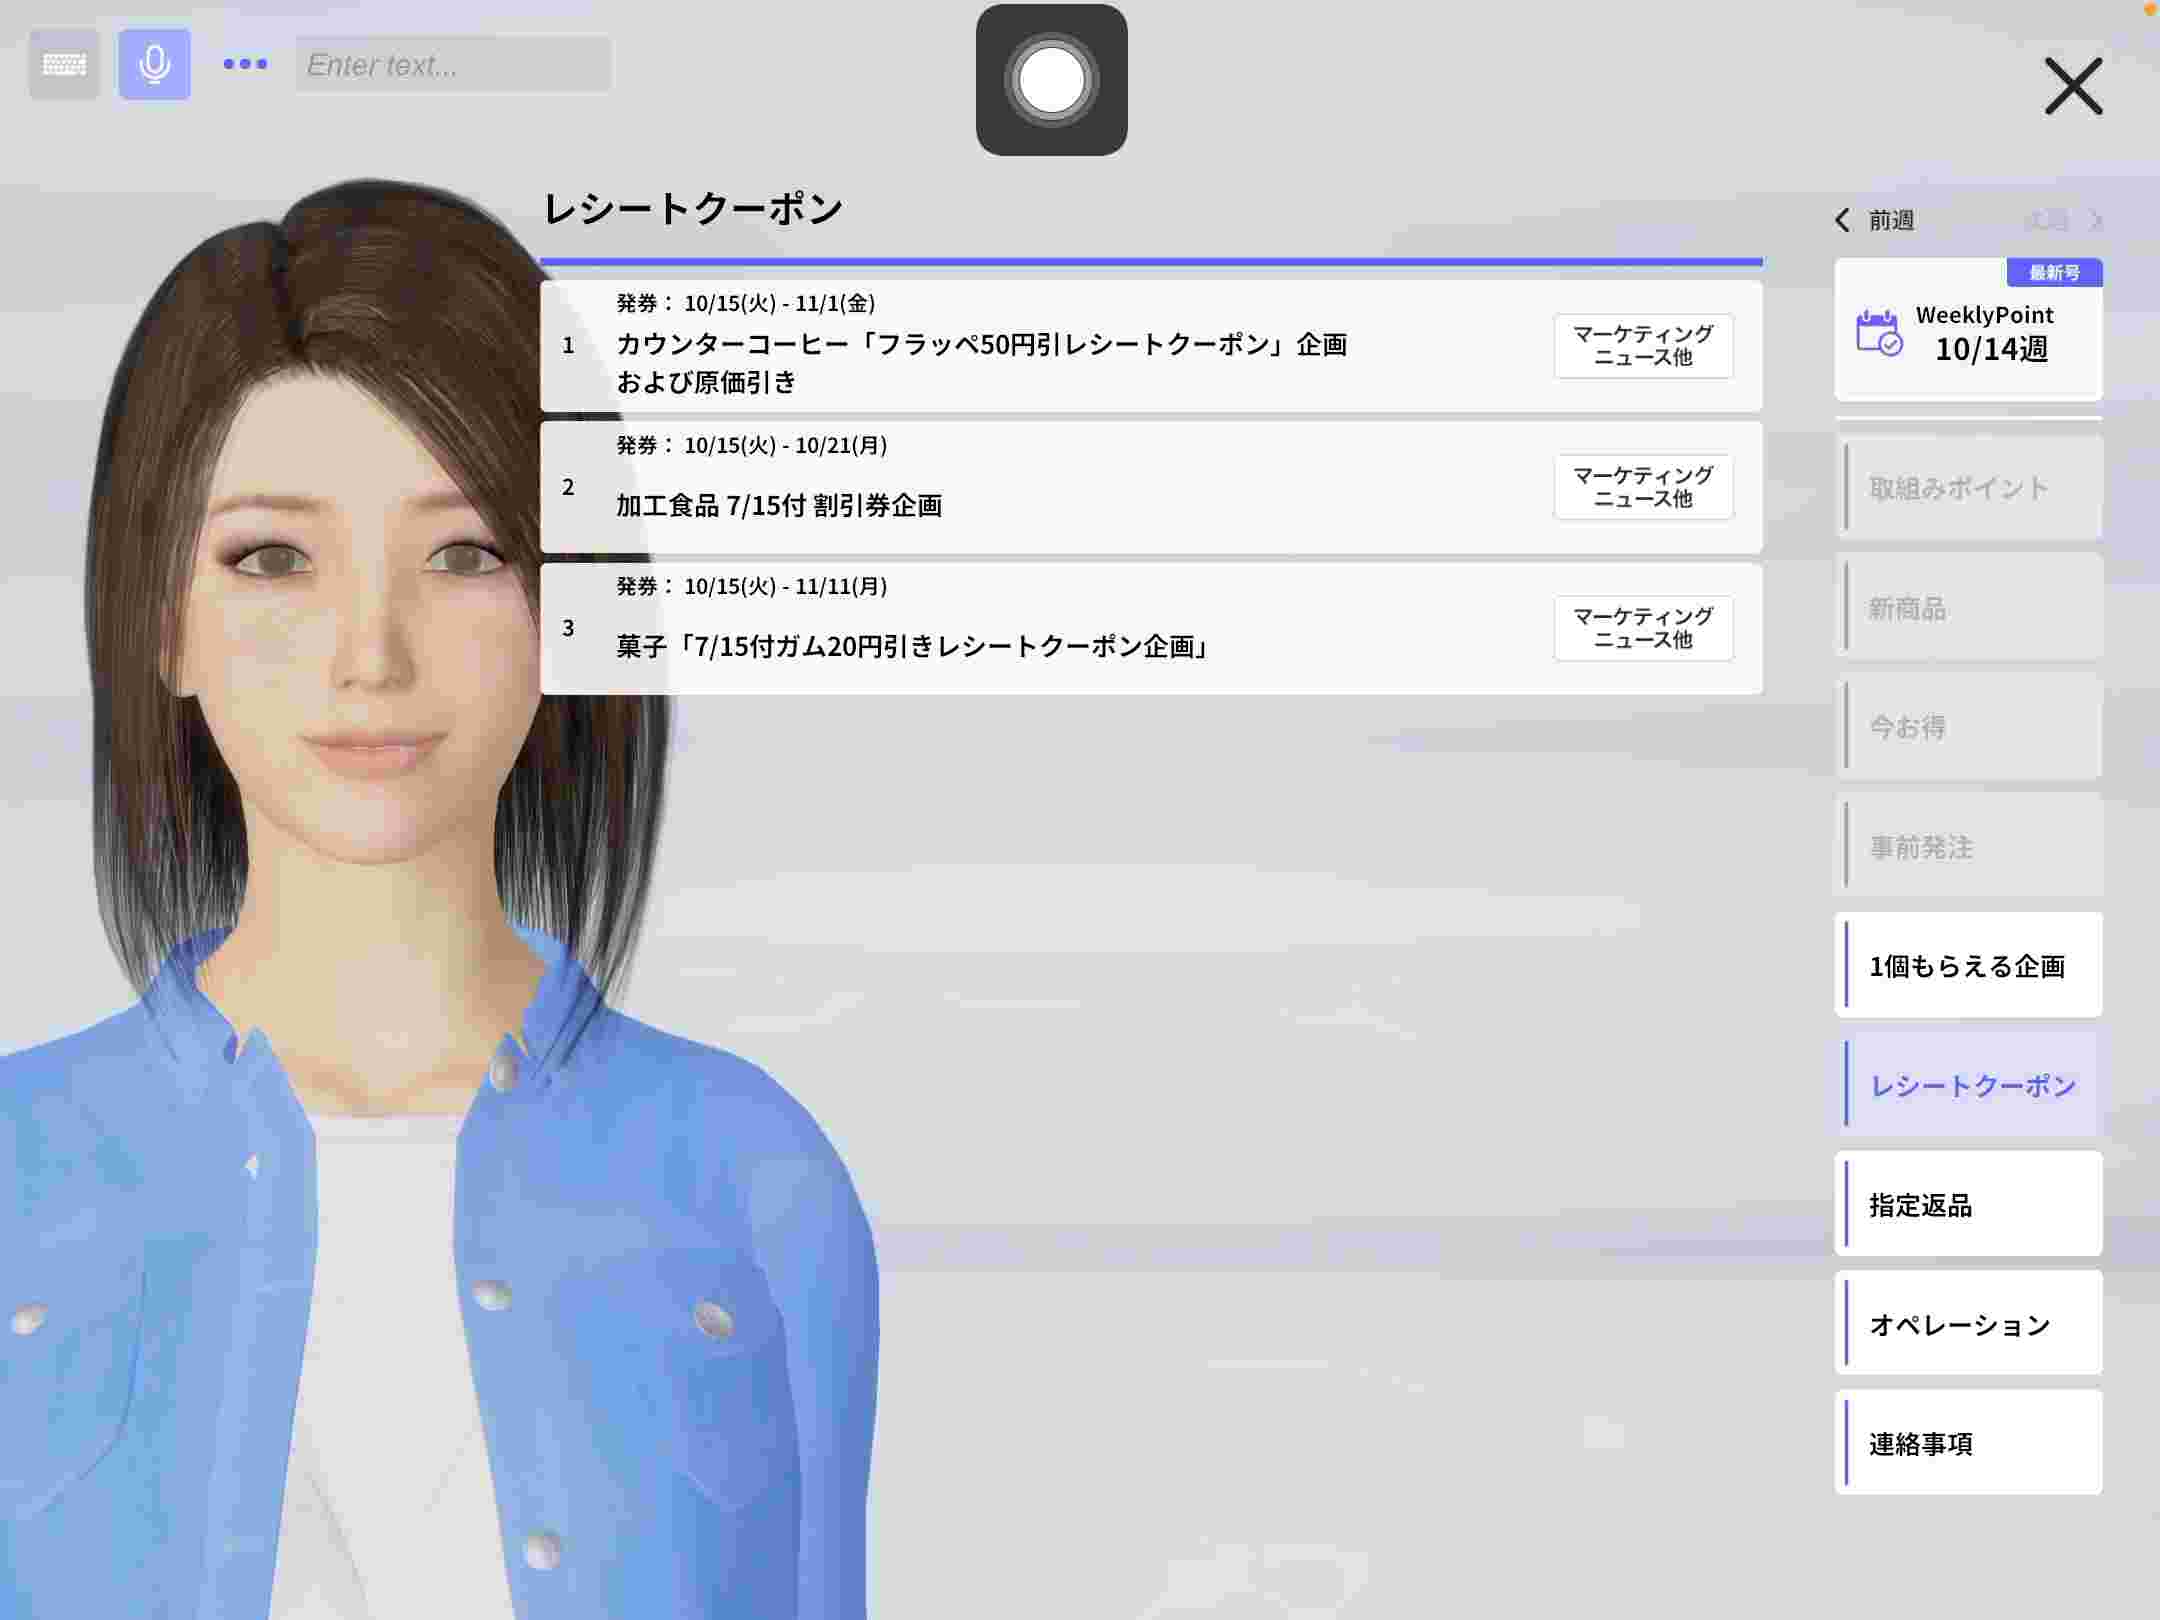 Enter text...
レシートクーポン
発券： 10/15(火) - 11/1(金)
1
カウンターコーヒー「フラッペ50円引レシートクーポン」企画
および原価引き
マーケティング
ニュース他
発券： 10/15(火) - 10/21(月)
2
加工食品 7/15付 割引券企画
マーケティング
ニュース他
発券： 10/15(火) - 11/11(月)
3
菓子「7/15付ガム20円引きレシートクーポン企画」
マーケティング
ニュース他
前週
最新号
WeeklyPoint
10/14週
取組みポイント
新商品
今お得
事前発注
1個もらえる企画
レシートクーポン
指定返品
オペレーション
連絡事項